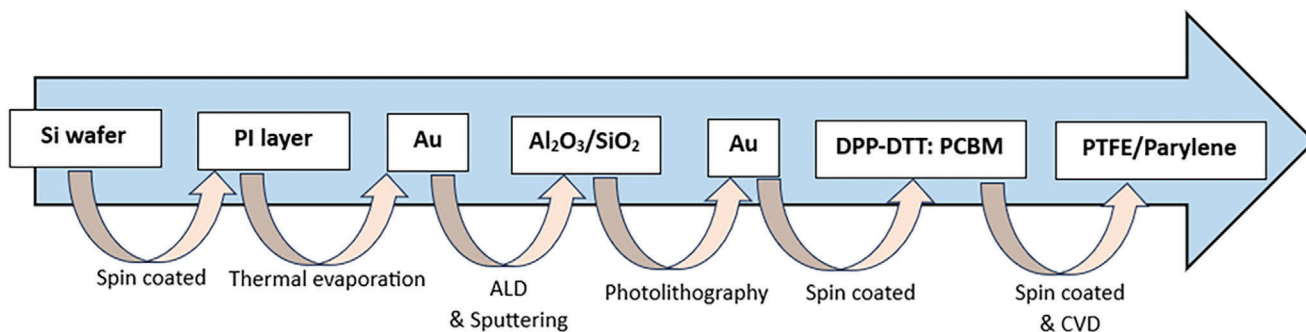 Si wafer
PI layer
Au
Al₂O₃/SiO₂
Au
DPP-DTT: PCBM
PTFE/Parylene
Spin coated
Thermal evaporation
ALD
& Sputtering
Photolithography
Spin coated
Spin coated
& CVD